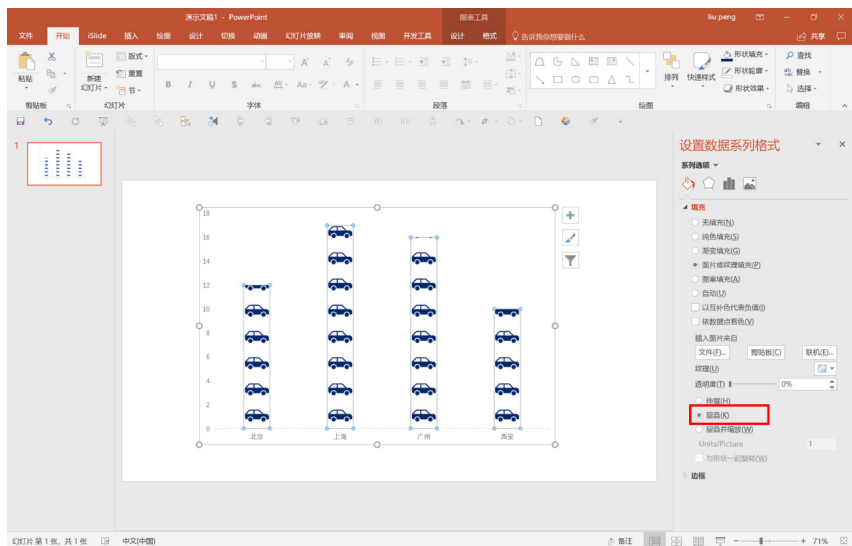 演示文稿1 - PowerPoint
图表工具
liu peng
文件 开始 iSlide 插入 绘图 设计 切换 动画 幻灯片放映 审阅 视图 开发工具 设计 格式 告诉我你想要做什么 共享
粘贴
新建
幻灯片
版式
重置
节
B I U S abc AV Aa A
排列
快速样式
形状填充
形状轮廓
形状效果
查找
替换
选择
剪贴板 幻灯片 字体 段落 绘图 编辑
1
18
16
14
12
10
8
6
4
2
0
北京 上海 广州 西安
设置数据系列格式
系列选项
填充
无填充(N)
纯色填充(S)
渐变填充(G)
图片或纹理填充(P)
图案填充(A)
自动(U)
以互补色代表负值(I)
依数据点着色(V)
插入图片来自
文件(F)... 剪贴板(C) 联机(E)...
纹理(U)
透明度(T) 0%
伸展(H)
层叠(K)
层叠并缩放(W)
Units/Picture 1
与形状一起旋转(W)
边框
幻灯片 第 1 张，共 1 张 中文(中国) 备注 71%